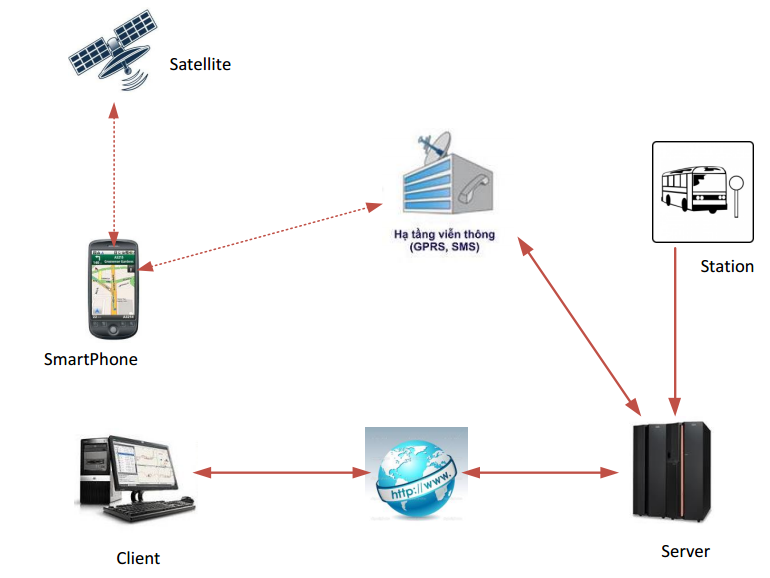 Satellite
Hạ tầng viễn thông
(GPRS, SMS)
Station
SmartPhone
http://www.
Client
Server